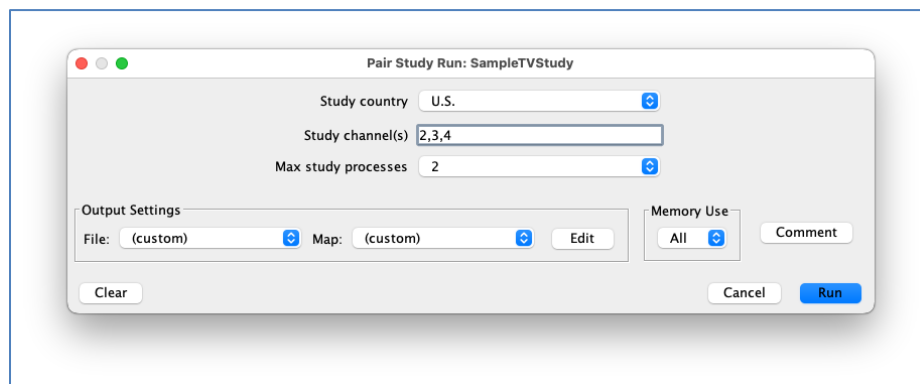 Pair Study Run: SampleTVStudy
Study country U.S.
Study channel(s) 2,3,4
Max study processes 2
Output Settings
File: (custom) Map: (custom) Edit
Memory Use
All
Comment
Clear Cancel Run